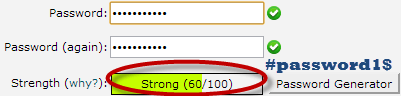 Password: •••••••••••
Password (again): •••••••••••
#password1$
Strength (why?): Strong (60/100) Password Generator